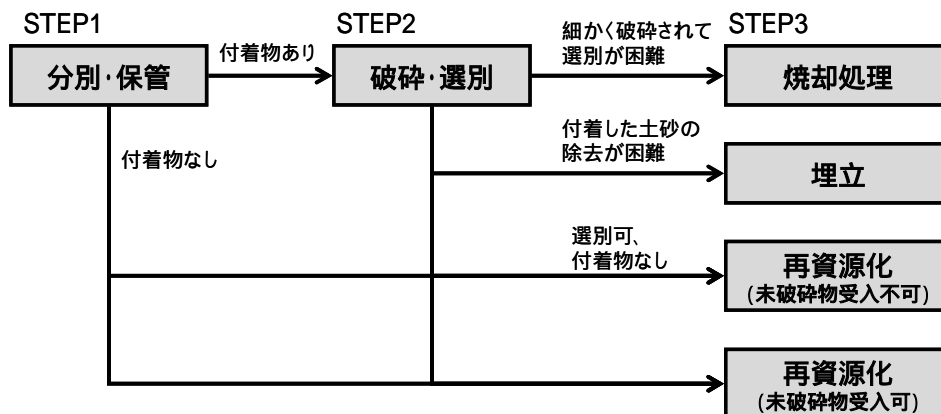 STEP1
STEP2
STEP3
分別・保管
付着物あり
破砕・選別
細かく破砕されて
選別が困難
焼却処理
付着物なし
付着した土砂の
除去が困難
埋立
選別可、
付着物なし
再資源化
(未破砕物受入不可)
再資源化
(未破砕物受入可)